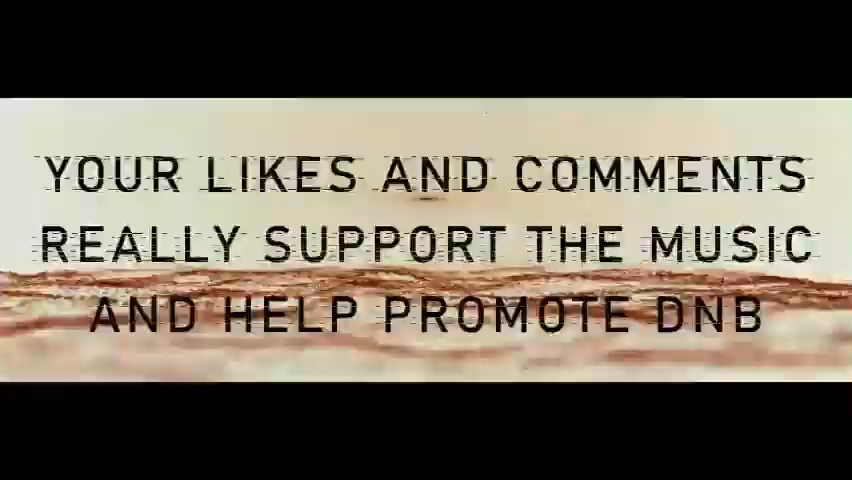 YOUR LIKES AND COMMENTS
REALLY SUPPORT THE MUSIC
AND HELP PROMOTE DNB